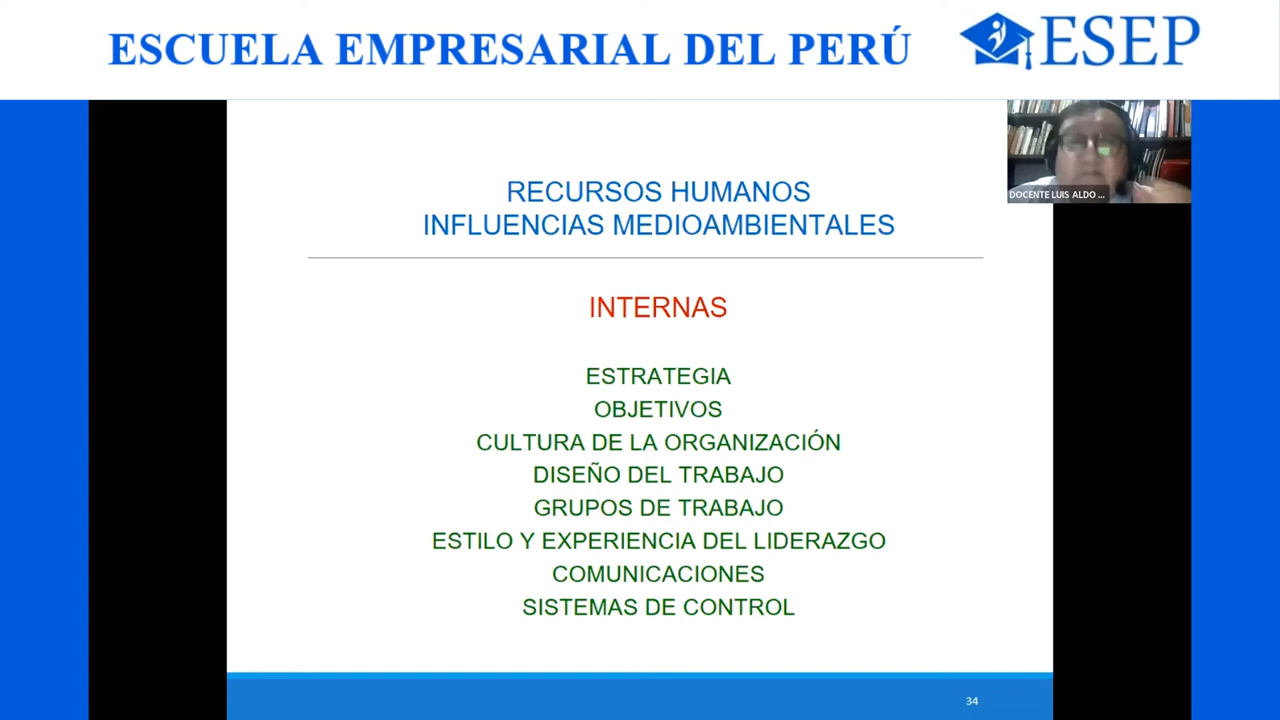 ESCUELA EMPRESARIAL DEL PERÚ
ESEP
DOCENTE LUIS ALDO ...
RECURSOS HUMANOS
INFLUENCIAS MEDIOAMBIENTALES
INTERNAS
ESTRATEGIA
OBJETIVOS
CULTURA DE LA ORGANIZACIÓN
DISEÑO DEL TRABAJO
GRUPOS DE TRABAJO
ESTILO Y EXPERIENCIA DEL LIDERAZGO
COMUNICACIONES
SISTEMAS DE CONTROL
34